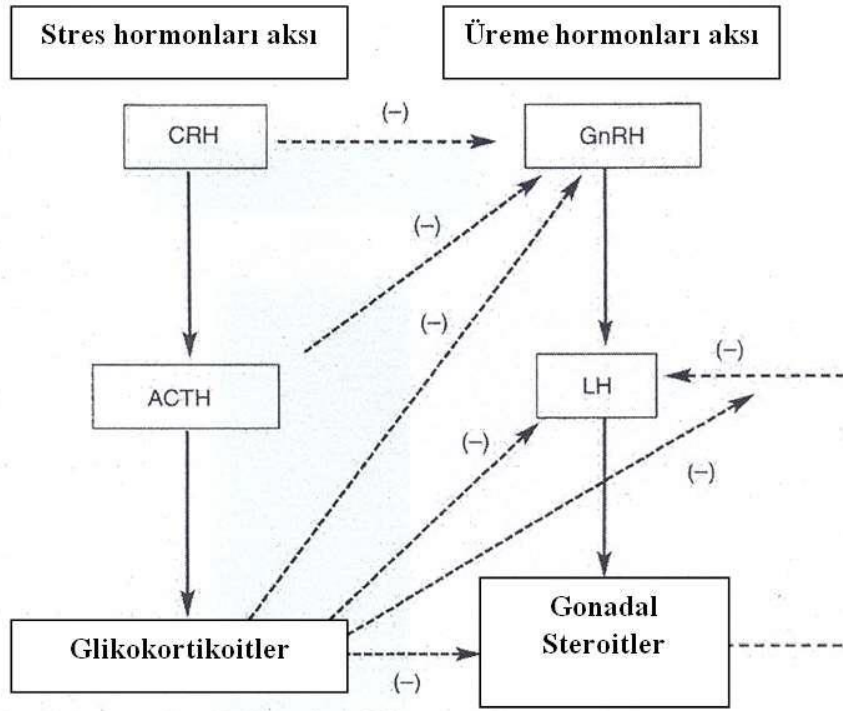 Stres hormonları aksı
Üreme hormonları aksı
CRH
(–)
GnRH
(–)
(–)
ACTH
LH
(–)
(–)
(–)
Glikokortikoitler
(–)
Gonadal
Steroitler